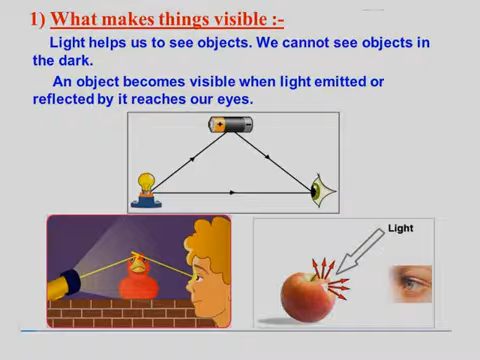 1) What makes things visible :-
Light helps us to see objects. We cannot see objects in
the dark.
An object becomes visible when light emitted or
reflected by it reaches our eyes.
+ -
Light